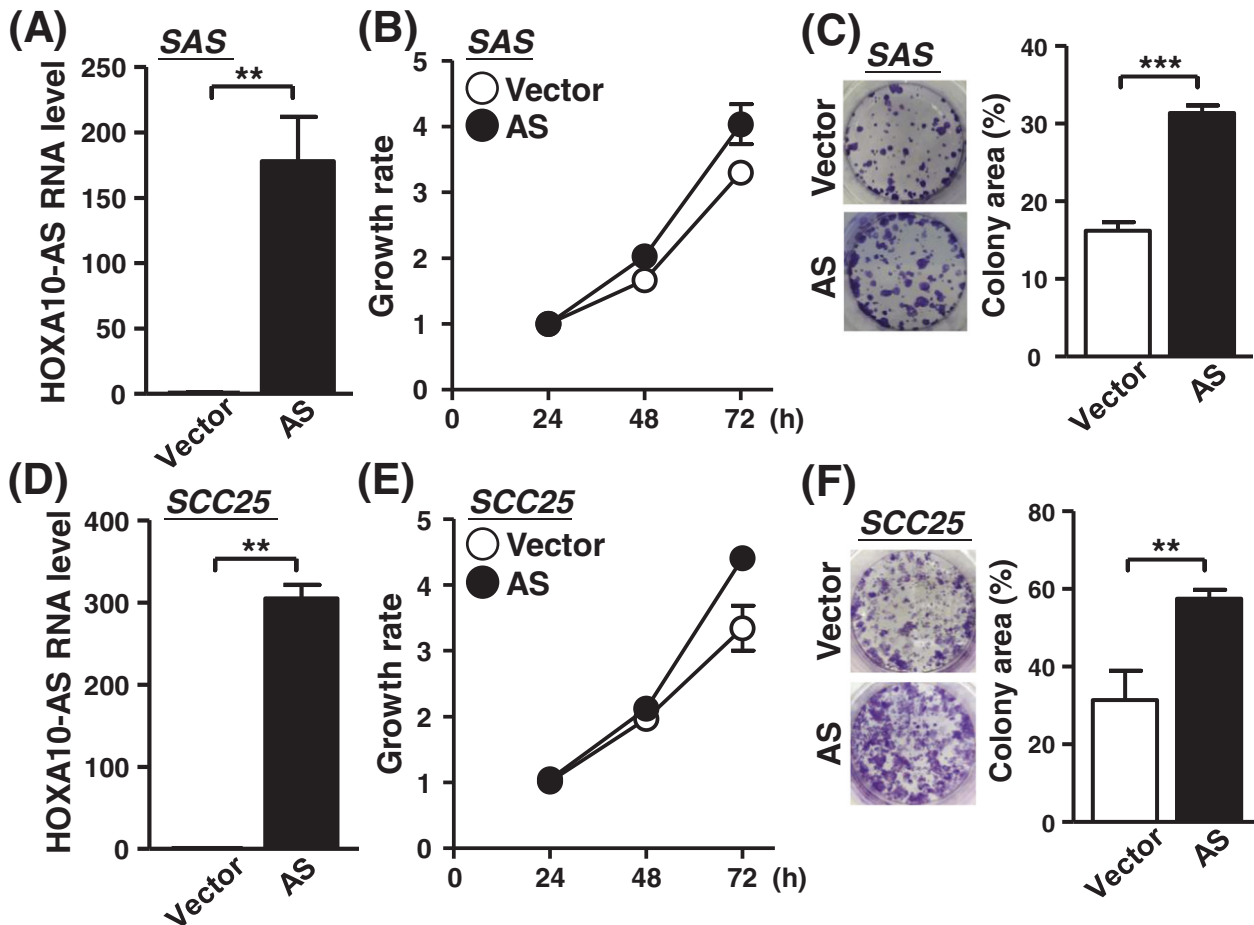 (A)
SAS
HOXA10-AS RNA level
250
200
150
100
50
0
**
Vector
AS
(B)
SAS
Vector
AS
Growth rate
5
4
3
2
1
0
0
24
48
72
(h)
(C)
SAS
Vector
AS
Colony area (%)
40
30
20
10
0
***
Vector
AS
(D)
SCC25
HOXA10-AS RNA level
400
300
200
100
0
**
Vector
AS
(E)
SCC25
Vector
AS
Growth rate
5
4
3
2
1
0
0
24
48
72
(h)
(F)
SCC25
Vector
AS
Colony area (%)
80
60
40
20
0
**
Vector
AS